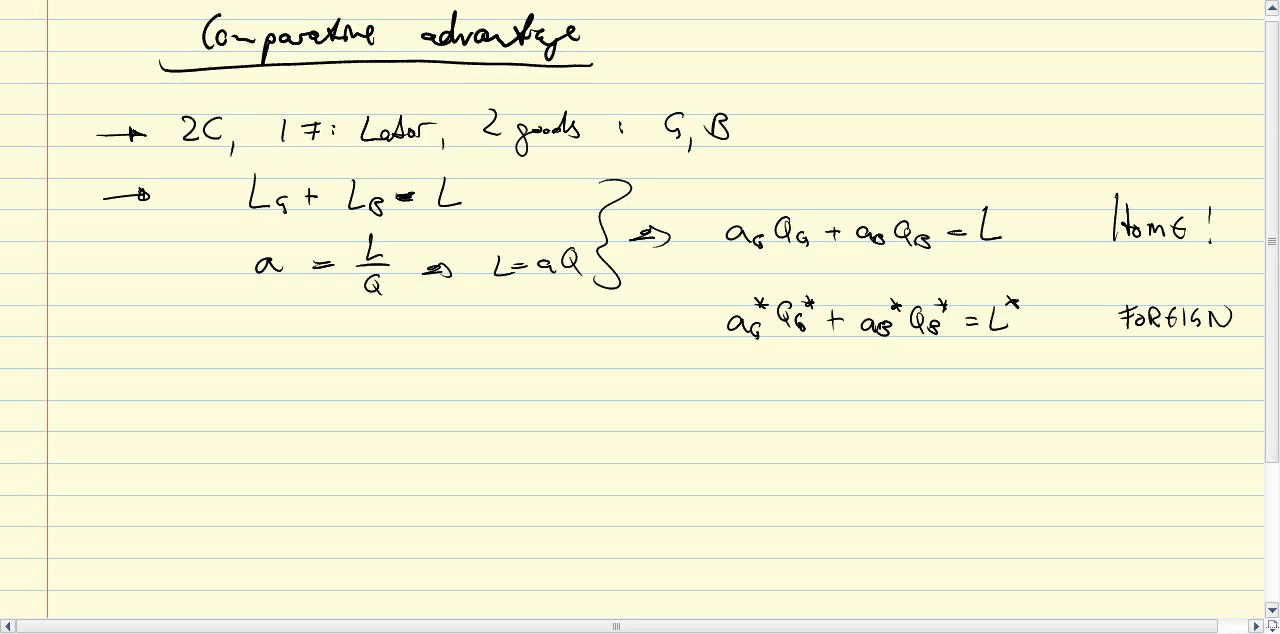 Comparative advantage
→ 2C, 1 F: Labor, 2 goods: G, B
→ L_G + L_B = L
a = L/Q ⇒ L = aQ } ⇒ a_G Q_G + a_B Q_B = L Home!
a_G* Q_G* + a_B* Q_B* = L* FOREIGN